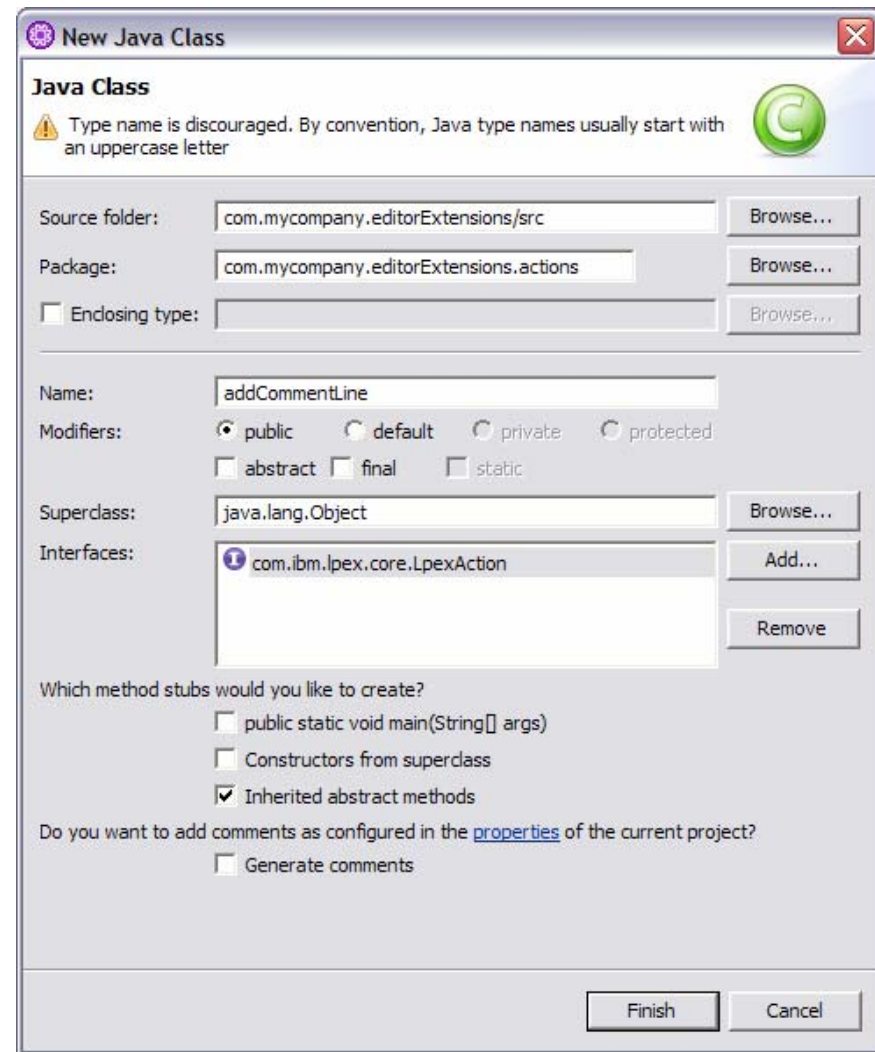 New Java Class
Java Class
Type name is discouraged. By convention, Java type names usually start with
an uppercase letter
Source folder: com.mycompany.editorExtensions/src Browse...
Package: com.mycompany.editorExtensions.actions Browse...
Enclosing type: Browse...
Name: addCommentLine
Modifiers: public default private protected
abstract final static
Superclass: java.lang.Object Browse...
Interfaces: com.ibm.lpex.core.LpexAction Add...
Remove
Which method stubs would you like to create?
public static void main(String[] args)
Constructors from superclass
Inherited abstract methods
Do you want to add comments as configured in the properties of the current project?
Generate comments
Finish Cancel